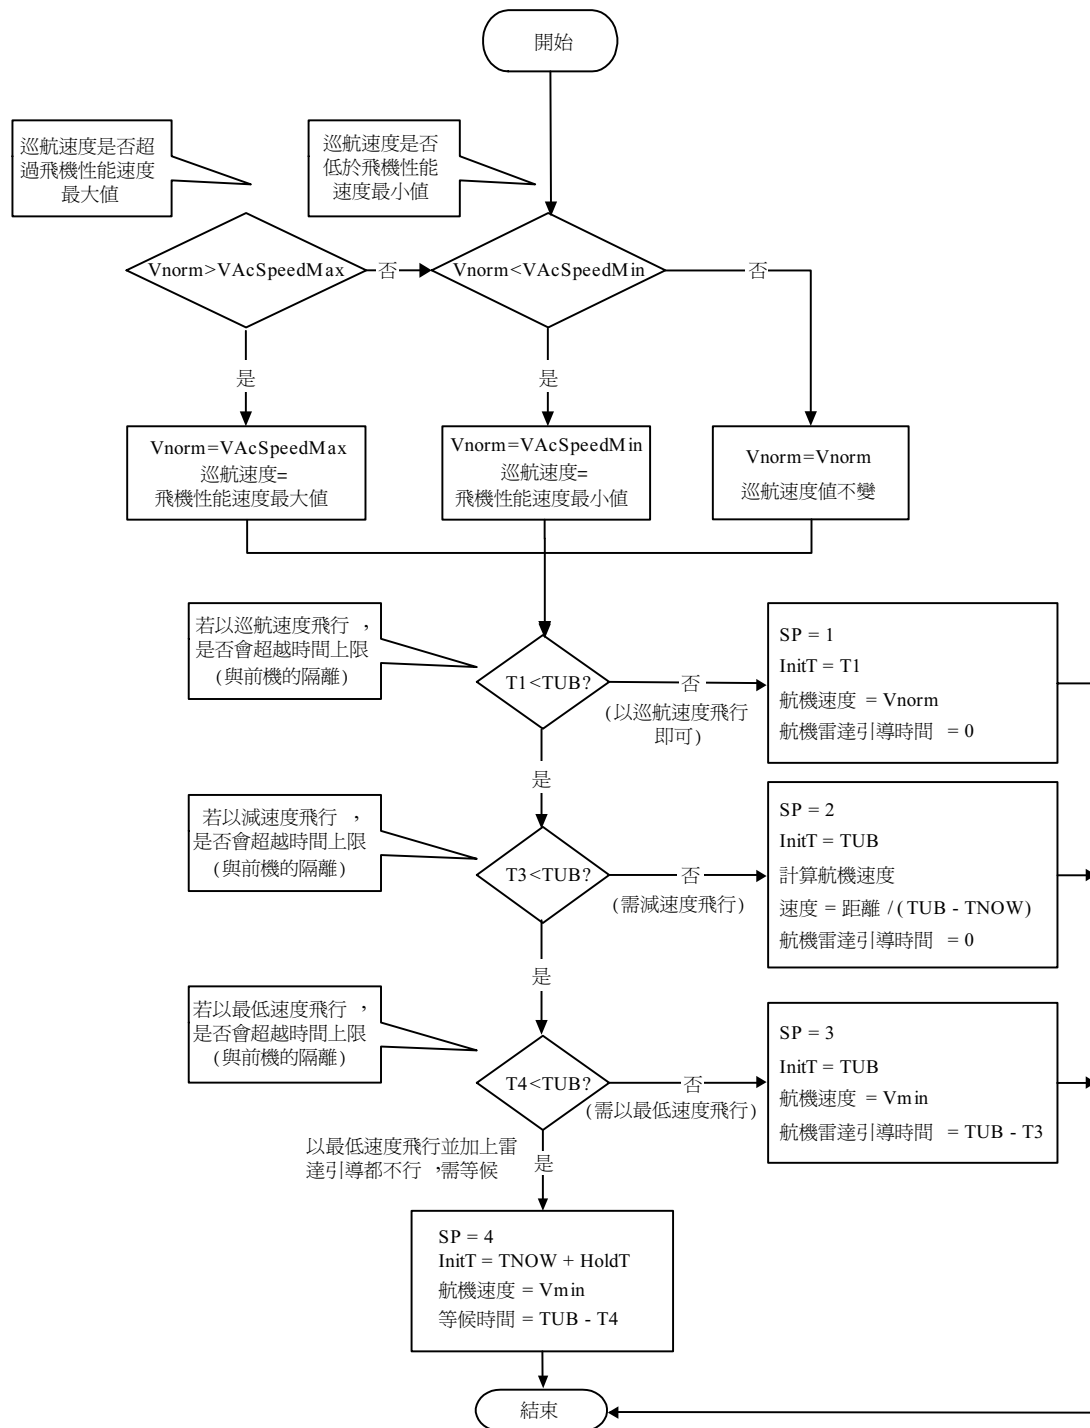 開始
巡航速度是否超
過飛機性能速度
最大值
巡航速度是否
低於飛機性能
速度最小值
Vnorm>VAcSpeedMax
否
Vnorm<VAcSpeedMin
否
是
是
Vnorm=VAcSpeedMax
巡航速度=
飛機性能速度最大值
Vnorm=VAcSpeedMin
巡航速度=
飛機性能速度最小值
Vnorm=Vnorm
巡航速度值不變
若以巡航速度飛行，
是否會超越時間上限
(與前機的隔離)
T1<TUB?
否
(以巡航速度飛行
即可)
SP = 1
InitT = T1
航機速度 = Vnorm
航機雷達引導時間 = 0
是
若以減速度飛行，
是否會超越時間上限
(與前機的隔離)
T3<TUB?
否
(需減速度飛行)
SP = 2
InitT = TUB
計算航機速度
速度 = 距離 /(TUB - TNOW)
航機雷達引導時間 = 0
是
若以最低速度飛行，
是否會超越時間上限
(與前機的隔離)
T4<TUB?
否
(需以最低速度飛行)
SP = 3
InitT = TUB
航機速度 = Vmin
航機雷達引導時間 = TUB - T3
以最低速度飛行並加上雷
達引導都不行，需等候
是
SP = 4
InitT = TNOW + HoldT
航機速度 = Vmin
等候時間 = TUB - T4
結束